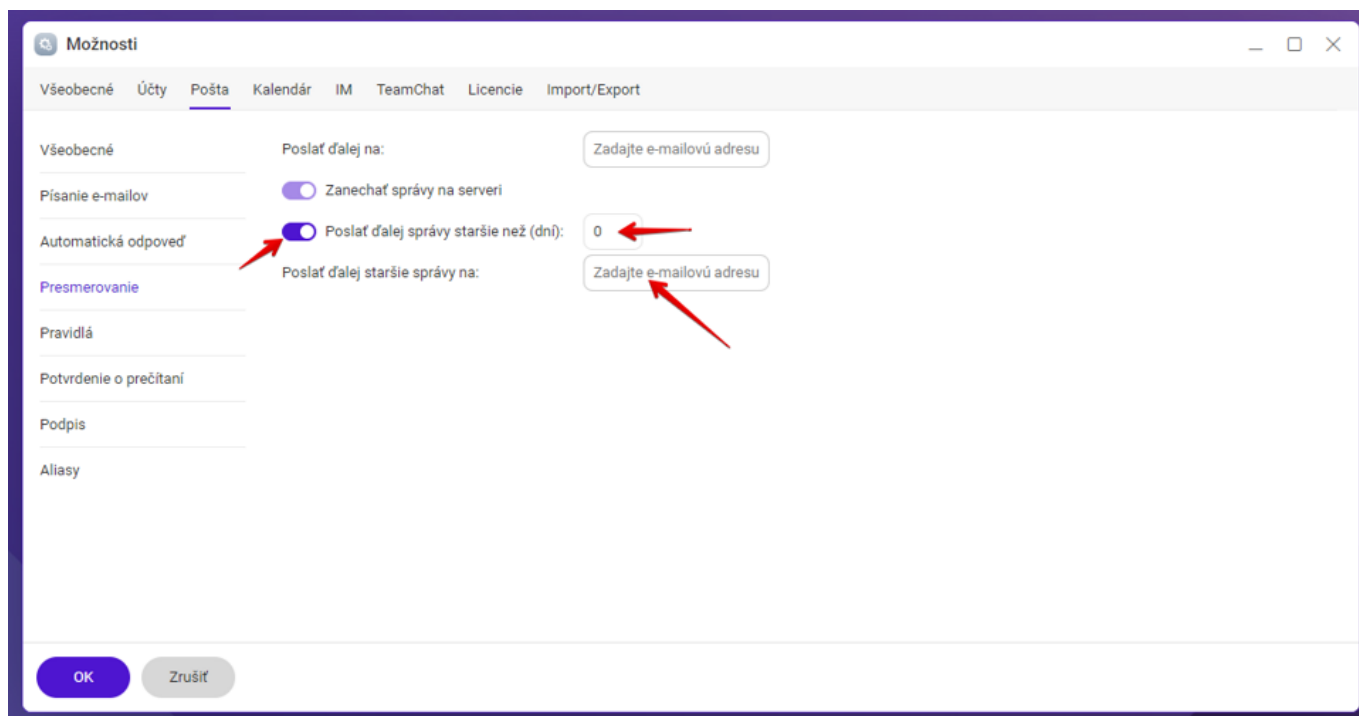 Možnosti
Všeobecné Účty Pošta Kalendár IM TeamChat Licencie Import/Export
Všeobecné
Písanie e-mailov
Automatická odpoveď
Presmerovanie
Pravidlá
Potvrdenie o prečítaní
Podpis
Aliasy
Poslať ďalej na: Zadajte e-mailovú adresu
Zanechať správy na serveri
Poslať ďalej správy staršie než (dní): 0
Poslať ďalej staršie správy na: Zadajte e-mailovú adresu
OK Zrušiť